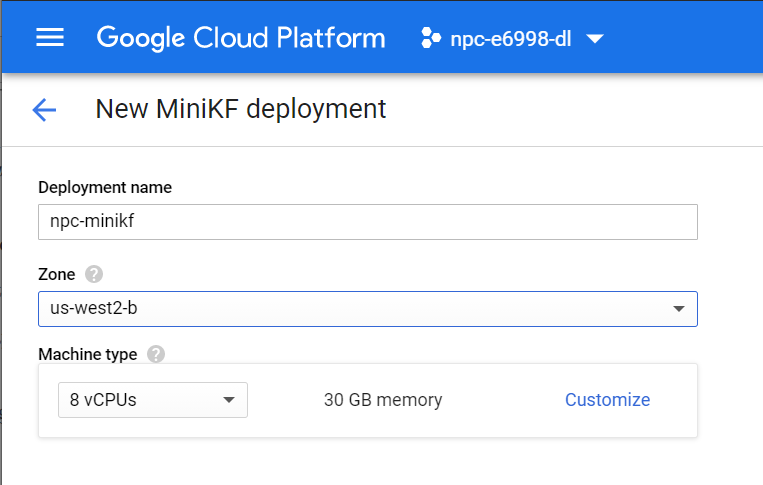 Google Cloud Platform npc-e6998-dl
New MiniKF deployment
Deployment name
npc-minikf
Zone ?
us-west2-b
Machine type ?
8 vCPUs 30 GB memory Customize